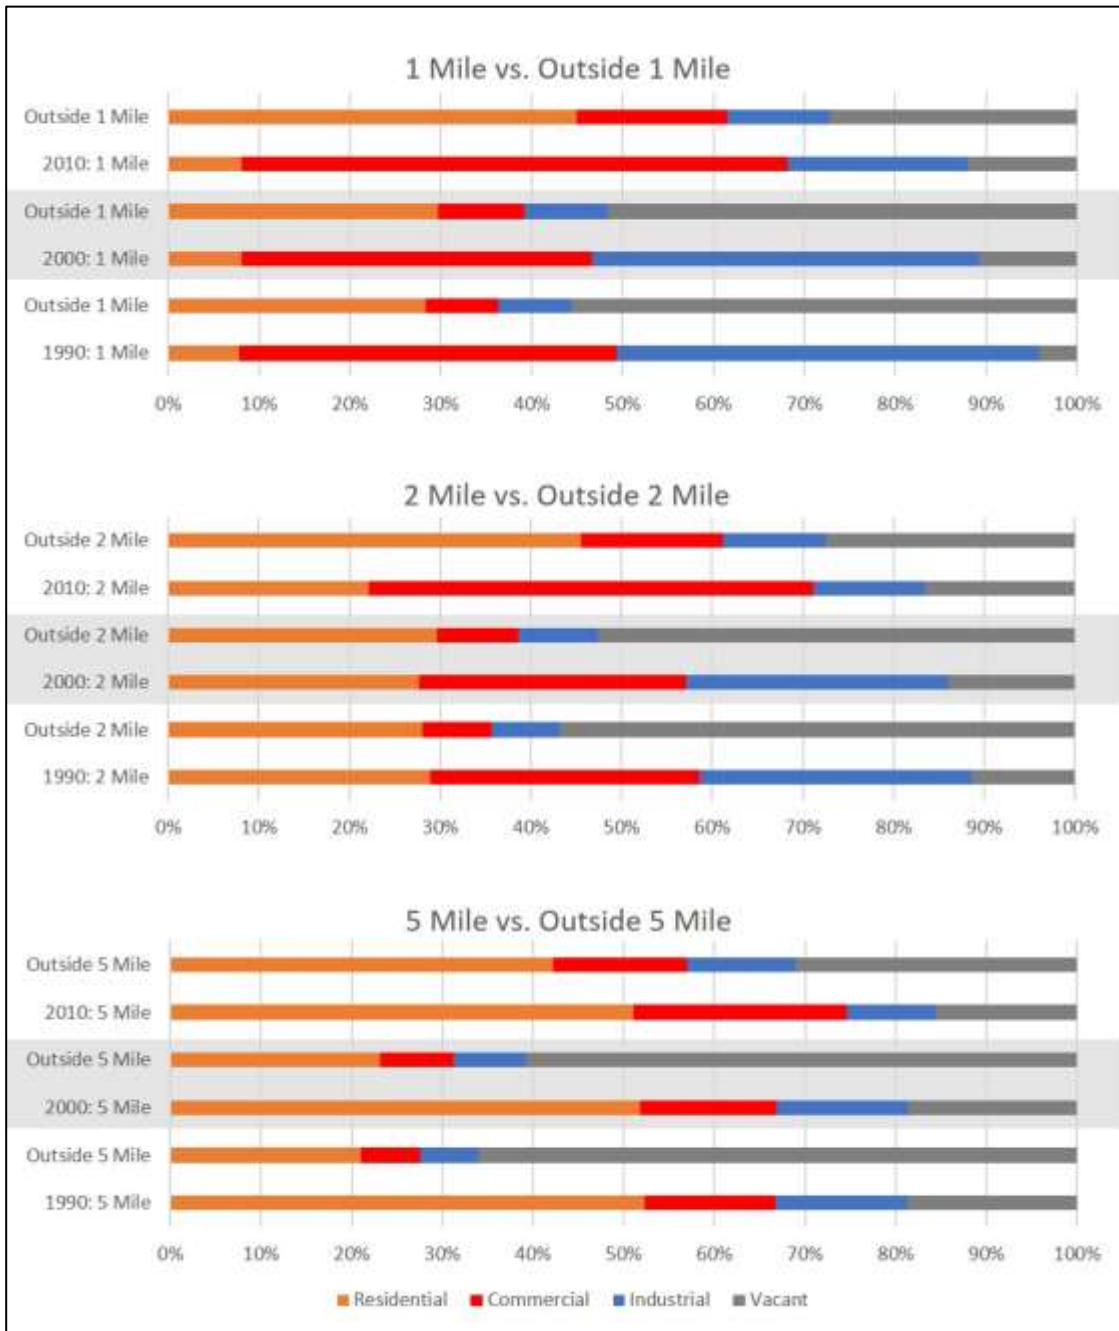 1 Mile vs. Outside 1 Mile
Outside 1 Mile
2010: 1 Mile
Outside 1 Mile
2000: 1 Mile
Outside 1 Mile
1990: 1 Mile
0% 10% 20% 30% 40% 50% 60% 70% 80% 90% 100%
2 Mile vs. Outside 2 Mile
Outside 2 Mile
2010: 2 Mile
Outside 2 Mile
2000: 2 Mile
Outside 2 Mile
1990: 2 Mile
0% 10% 20% 30% 40% 50% 60% 70% 80% 90% 100%
5 Mile vs. Outside 5 Mile
Outside 5 Mile
2010: 5 Mile
Outside 5 Mile
2000: 5 Mile
Outside 5 Mile
1990: 5 Mile
0% 10% 20% 30% 40% 50% 60% 70% 80% 90% 100%
Residential Commercial Industrial Vacant